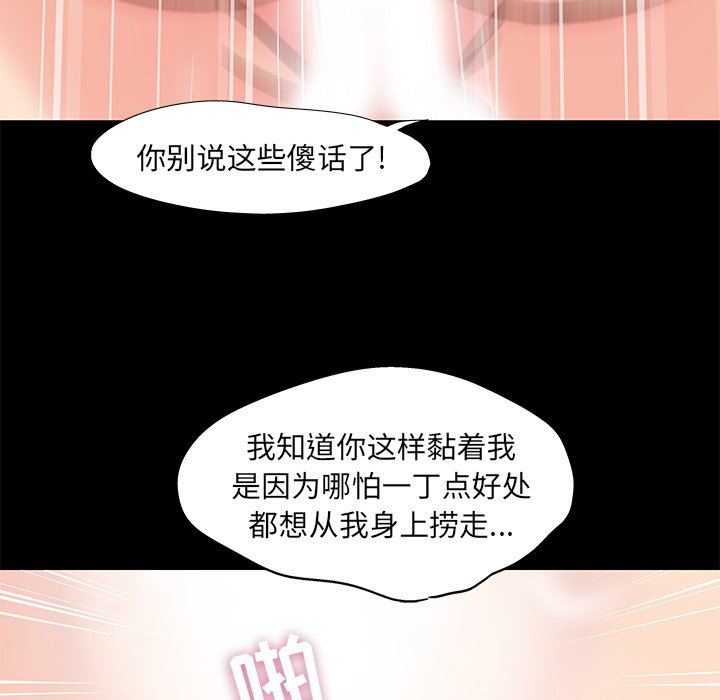 你别说这些傻话了!
我知道你这样黏着我
是因为哪怕一丁点好处
都想从我身上捞走...
啪